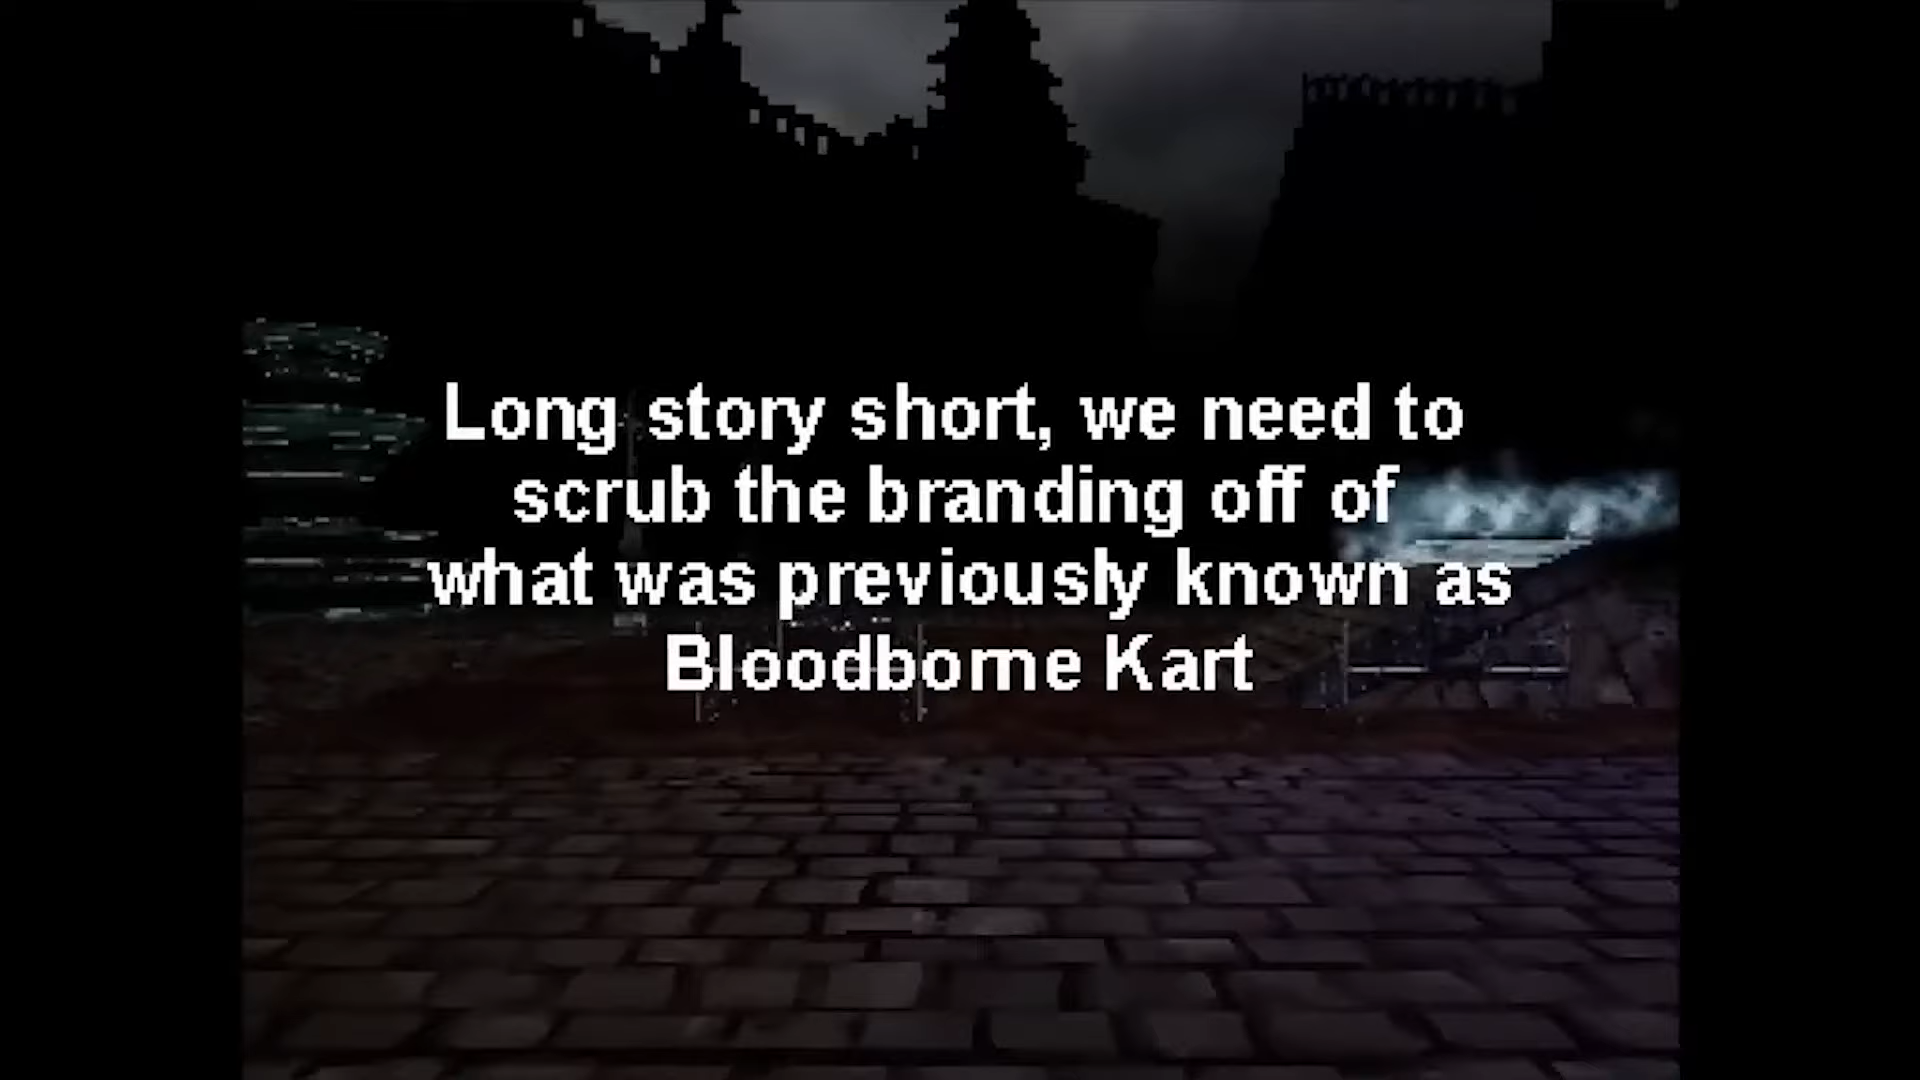 Long story short, we need to
scrub the branding off of
what was previously known as
Bloodborne Kart